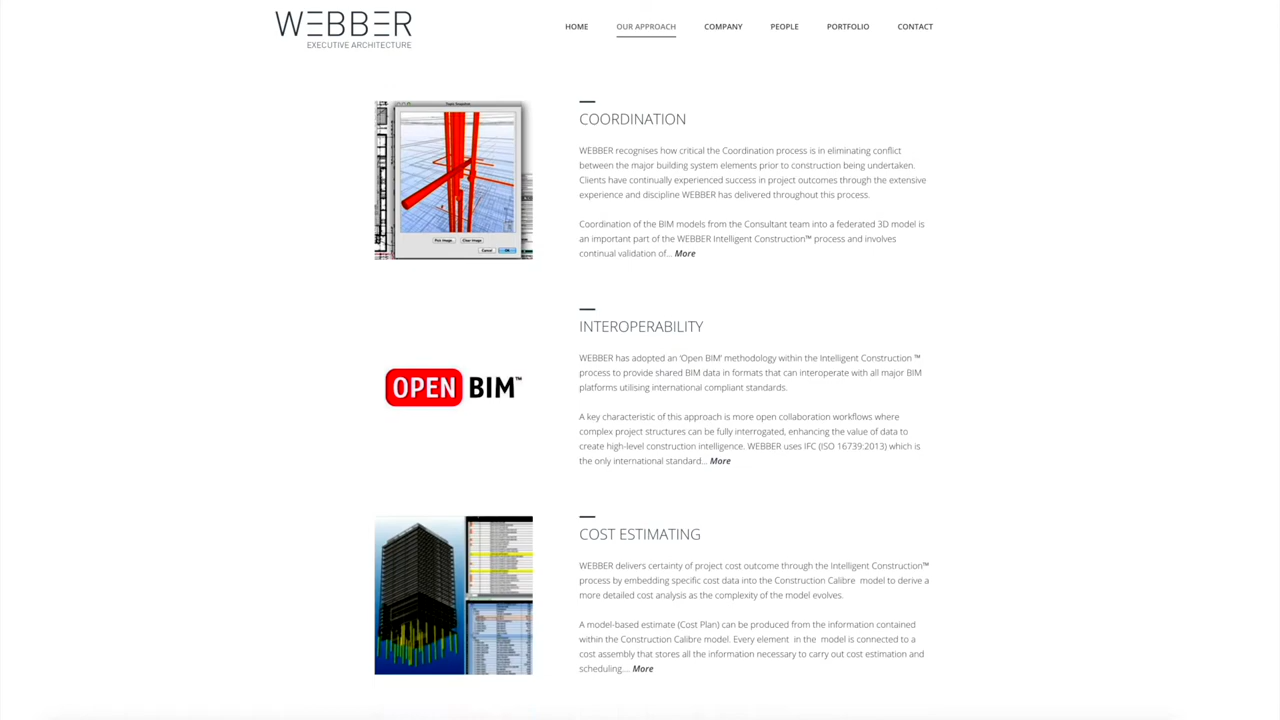 WEBBER
EXECUTIVE ARCHITECTURE
HOME
OUR APPROACH
COMPANY
PEOPLE
PORTFOLIO
CONTACT
COORDINATION
WEBBER recognises how critical the Coordination process is in eliminating conflict
between the major building system elements prior to construction being undertaken.
Clients have continually experienced success in project outcomes through the extensive
experience and discipline WEBBER has delivered throughout this process.
Coordination of the BIM models from the Consultant team into a federated 3D model is
an important part of the WEBBER Intelligent Construction™ process and involves
continual validation of... More
Cancel
OK
OPEN BIM™
INTEROPERABILITY
WEBBER has adopted an ‘Open BIM’ methodology within the Intelligent Construction ™
process to provide shared BIM data in formats that can interoperate with all major BIM
platforms utilising international compliant standards.
A key characteristic of this approach is more open collaboration workflows where
complex project structures can be fully interrogated, enhancing the value of data to
create high-level construction intelligence. WEBBER uses IFC (ISO 16739:2013) which is
the only international standard... More
COST ESTIMATING
WEBBER delivers certainty of project cost outcome through the Intelligent Construction™
process by embedding specific cost data into the Construction Calibre model to derive a
more detailed cost analysis as the complexity of the model evolves.
A model-based estimate (Cost Plan) can be produced from the information contained
within the Construction Calibre model. Every element in the model is connected to a
cost assembly that stores all the information necessary to carry out cost estimation and
scheduling.... More